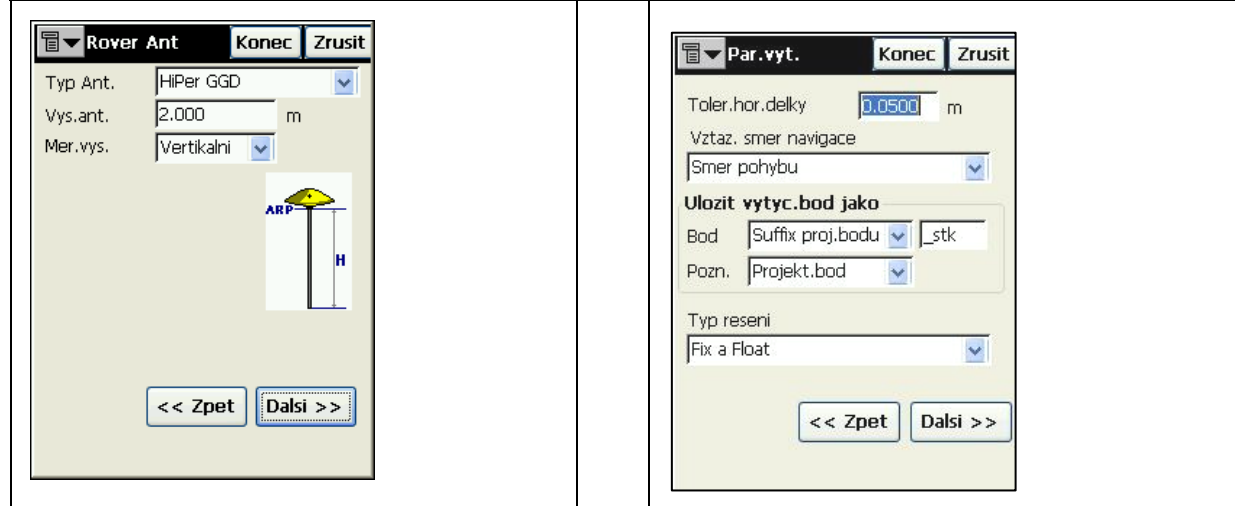 Rover Ant Konec Zrusit
Typ Ant. HiPer GGD
Vys.ant. 2.000 m
Mer.vys. Vertikalni
ARP
H
<< Zpet Dalsi >>
Par.vyt. Konec Zrusit
Toler.hor.delky 0.0500 m
Vztaz. smer navigace
Smer pohybu
Ulozit vytyc.bod jako
Bod Suffix proj.bodu _stk
Pozn. Projekt.bod
Typ reseni
Fix a Float
<< Zpet Dalsi >>